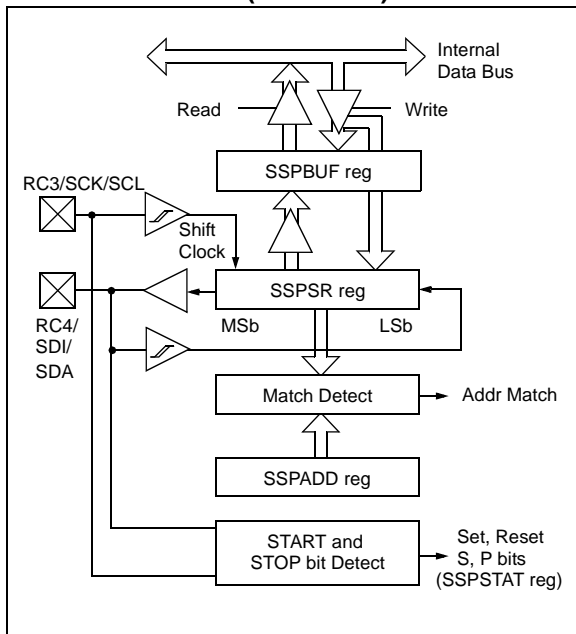 Internal
Data Bus
Read
Write
SSPBUF reg
RC3/SCK/SCL
Shift
Clock
SSPSR reg
MSb
LSb
RC4/
SDI/
SDA
Match Detect
Addr Match
SSPADD reg
START and
STOP bit Detect
Set, Reset
S, P bits
(SSPSTAT reg)